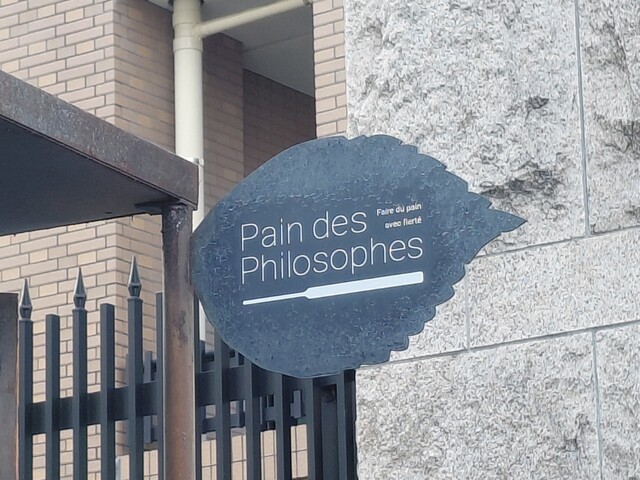 Pain des
Philosophes
Faire du pain
avec fierté